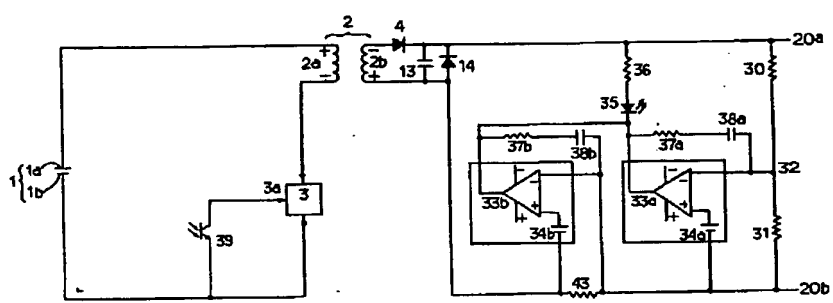 2
4
20a
+
-
2a
2b
-
+
13
14
36
30
35
38a
37b
38b
37a
1
1a
1b
3a
3
32
-
-
+
+
33b
34b
-
-
+
+
33a
34a
31
39
43
20b